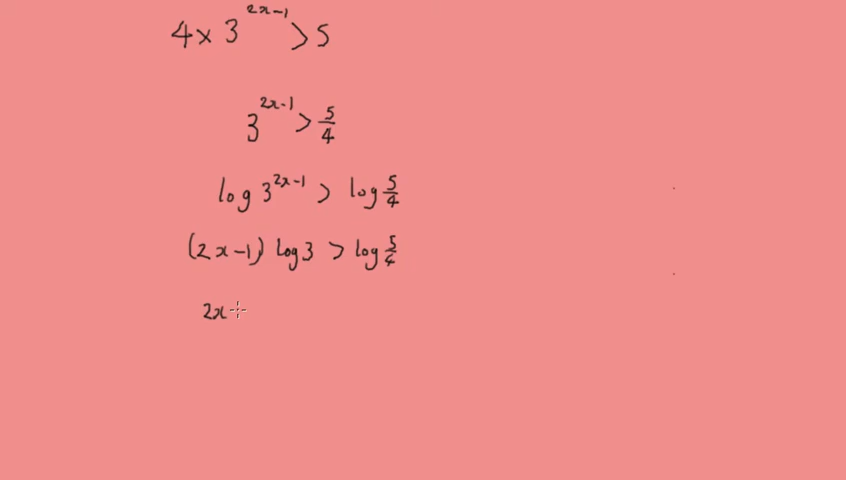 4 × 3^(2x-1) > 5
3^(2x-1) > 5/4
log 3^(2x-1) > log 5/4
(2x-1) log 3 > log 5/4
2x